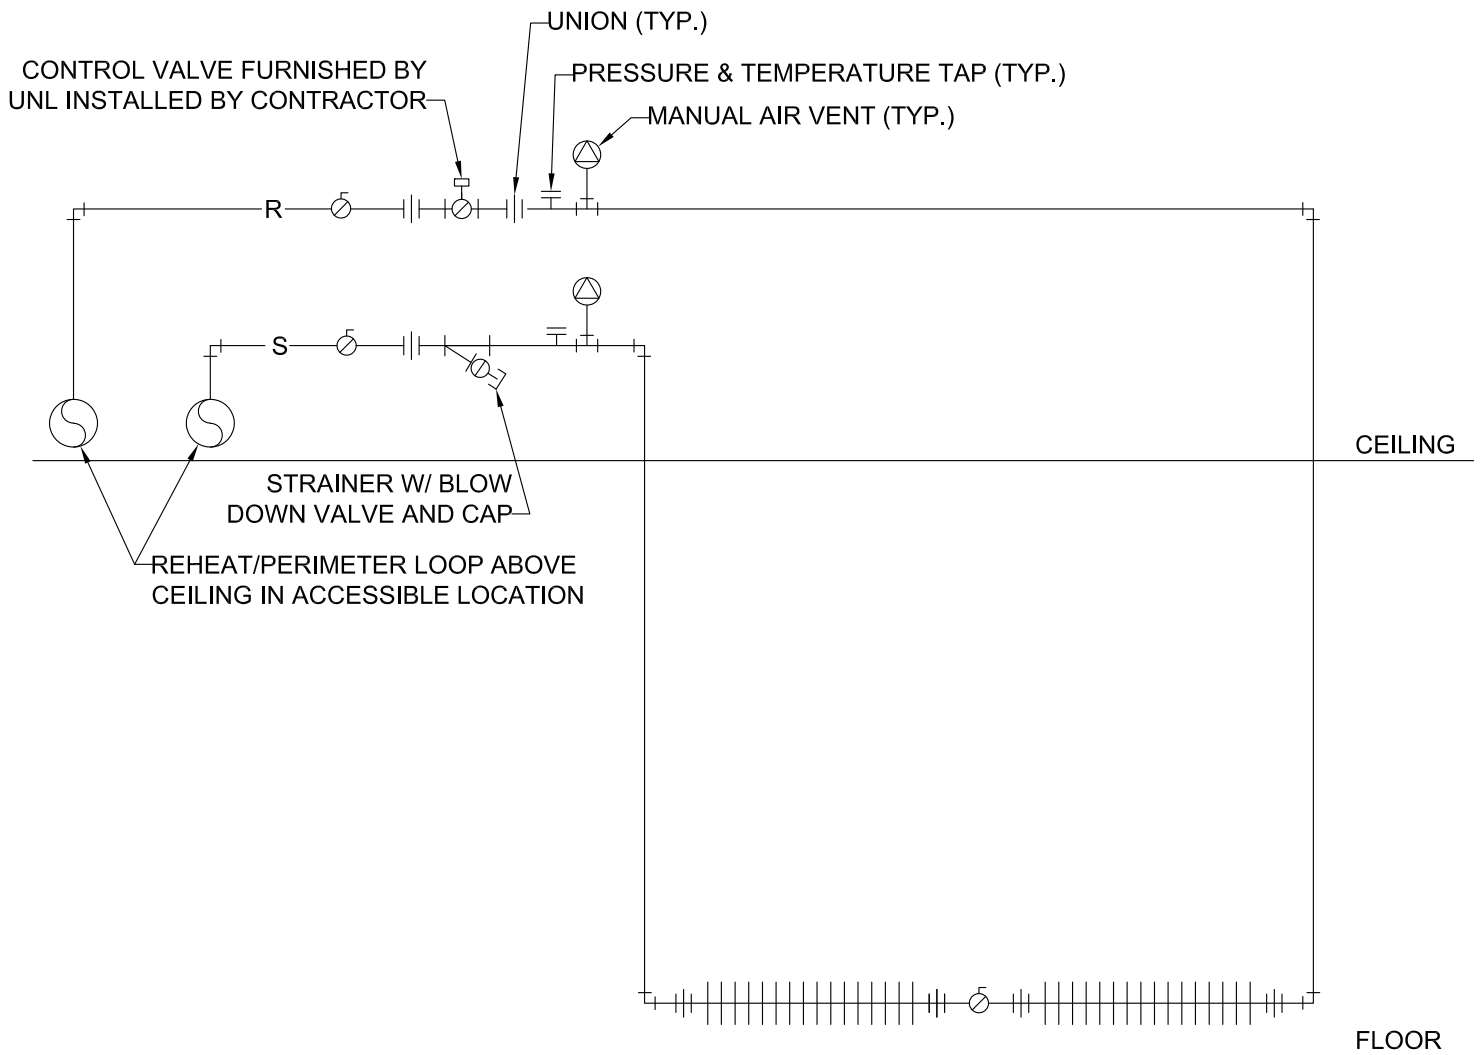 UNION (TYP.)
CONTROL VALVE FURNISHED BY
UNL INSTALLED BY CONTRACTOR
PRESSURE & TEMPERATURE TAP (TYP.)
MANUAL AIR VENT (TYP.)
R
S
CEILING
STRAINER W/ BLOW
DOWN VALVE AND CAP
REHEAT/PERIMETER LOOP ABOVE
CEILING IN ACCESSIBLE LOCATION
FLOOR